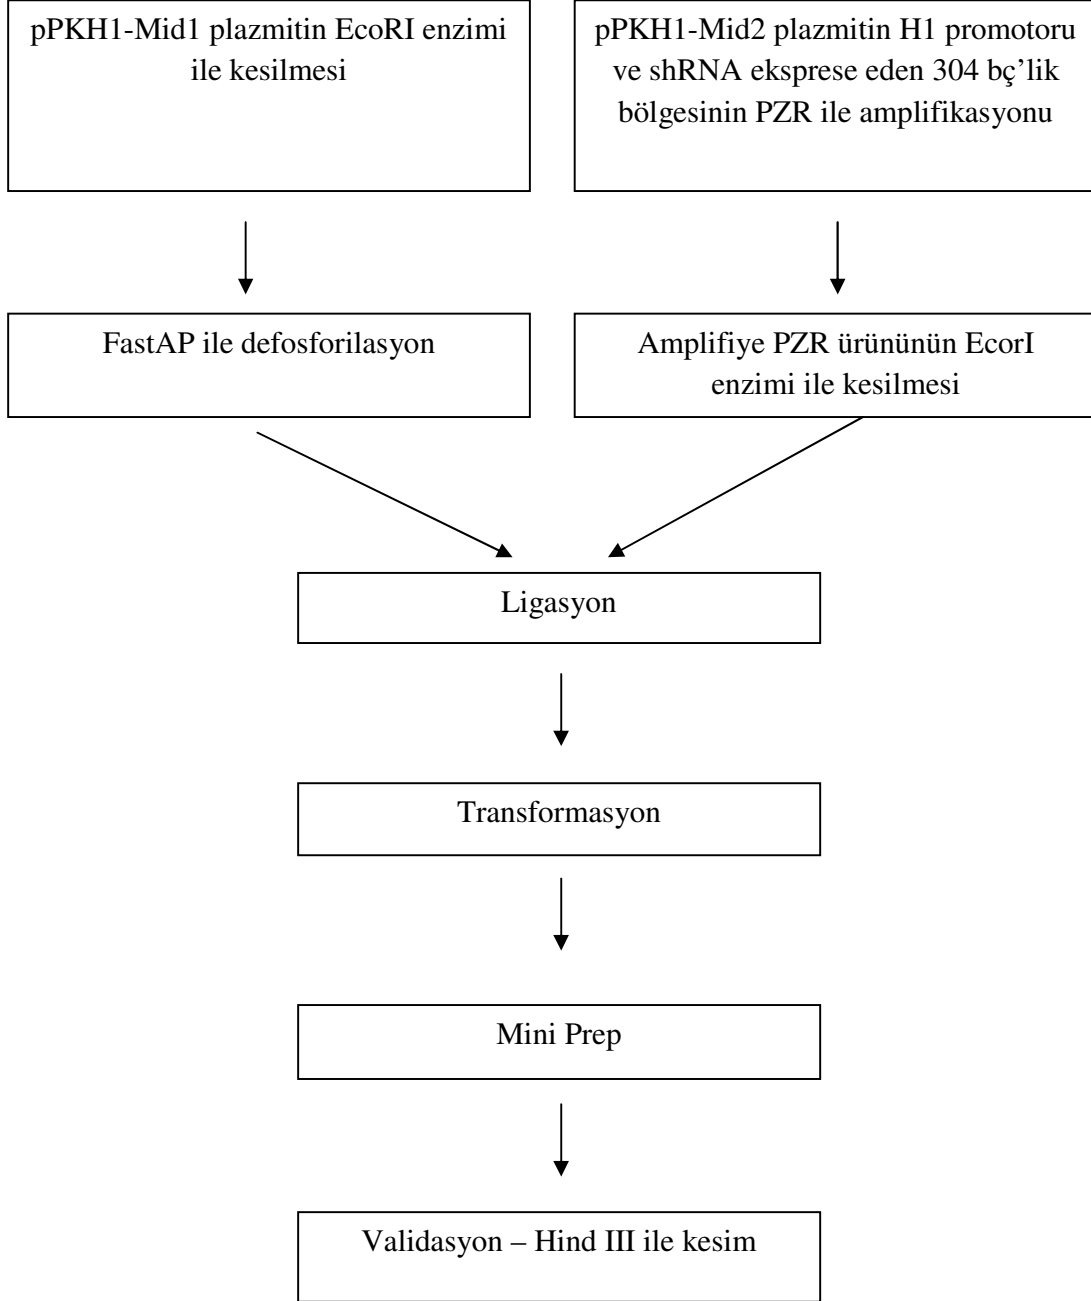 pPKH1-Mid1 plazmitin EcoRI enzimi
ile kesilmesi
pPKH1-Mid2 plazmitin H1 promotoru
ve shRNA eksprese eden 304 bç’lik
bölgesinin PZR ile amplifikasyonu
FastAP ile defosforilasyon
Amplifiye PZR ürününün EcorI
enzimi ile kesilmesi
Ligasyon
Transformasyon
Mini Prep
Validasyon – Hind III ile kesim